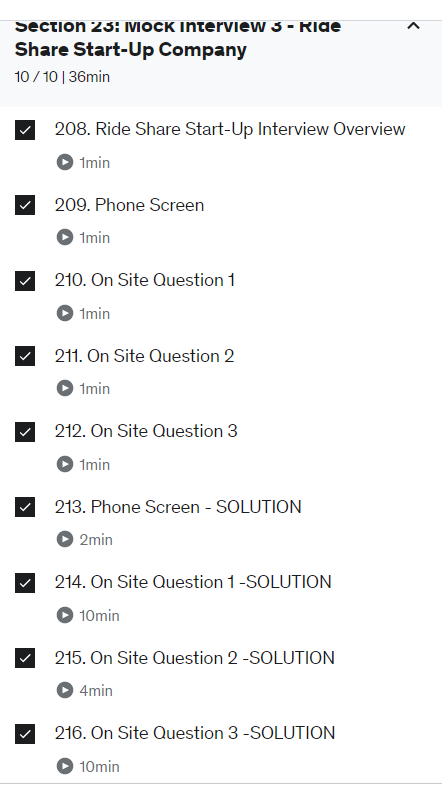 Section 23: Mock Interview 3 - Ride
Share Start-Up Company
10 / 10 | 36min
208. Ride Share Start-Up Interview Overview
1min
209. Phone Screen
1min
210. On Site Question 1
1min
211. On Site Question 2
1min
212. On Site Question 3
1min
213. Phone Screen - SOLUTION
2min
214. On Site Question 1 -SOLUTION
10min
215. On Site Question 2 -SOLUTION
4min
216. On Site Question 3 -SOLUTION
10min